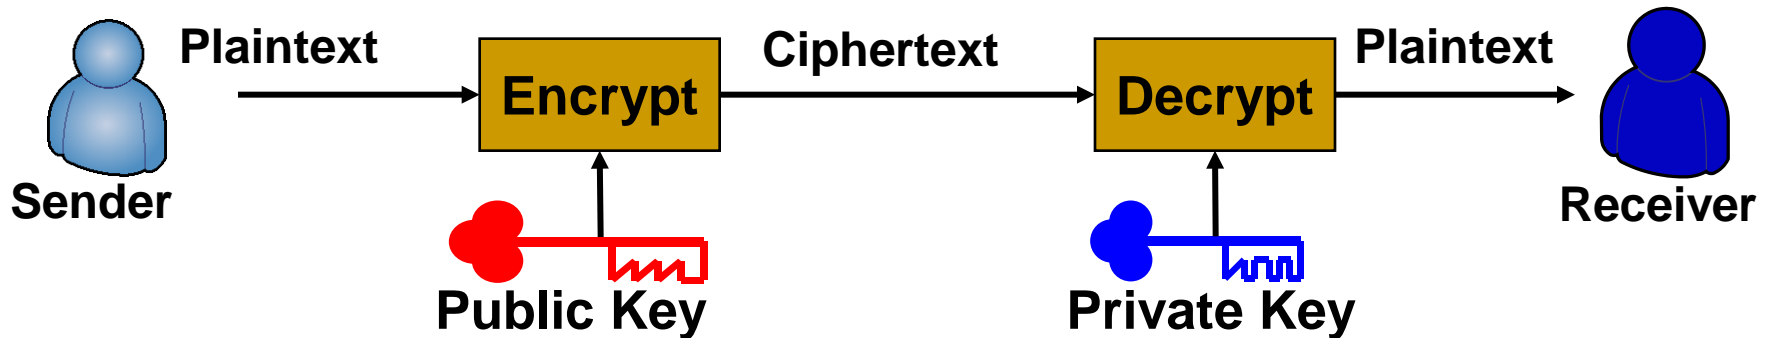 Plaintext
Ciphertext
Plaintext
Encrypt
Decrypt
Sender
Receiver
Public Key
Private Key